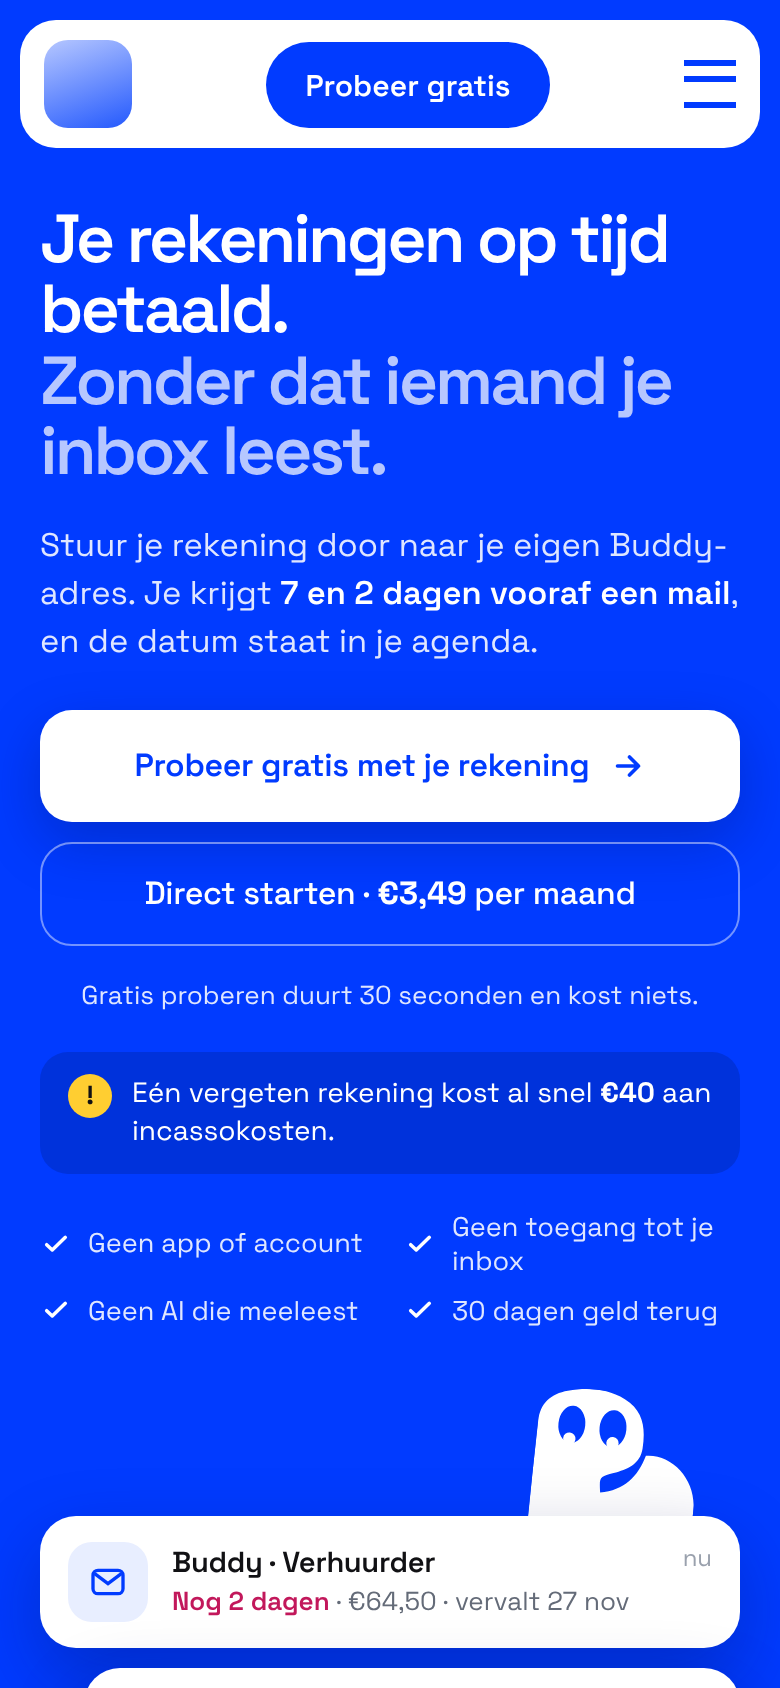 Probeer gratis
Je rekeningen op tijd
betaald.
Zonder dat iemand je
inbox leest.
Stuur je rekening door naar je eigen Buddy-
adres. Je krijgt 7 en 2 dagen vooraf een mail,
en de datum staat in je agenda.
Probeer gratis met je rekening →
Direct starten · €3,49 per maand
Gratis proberen duurt 30 seconden en kost niets.
! Eén vergeten rekening kost al snel €40 aan
incassokosten.
Geen app of account
Geen toegang tot je
inbox
Geen AI die meeleest
30 dagen geld terug
Buddy · Verhuurder
nu
Nog 2 dagen · €64,50 · vervalt 27 nov